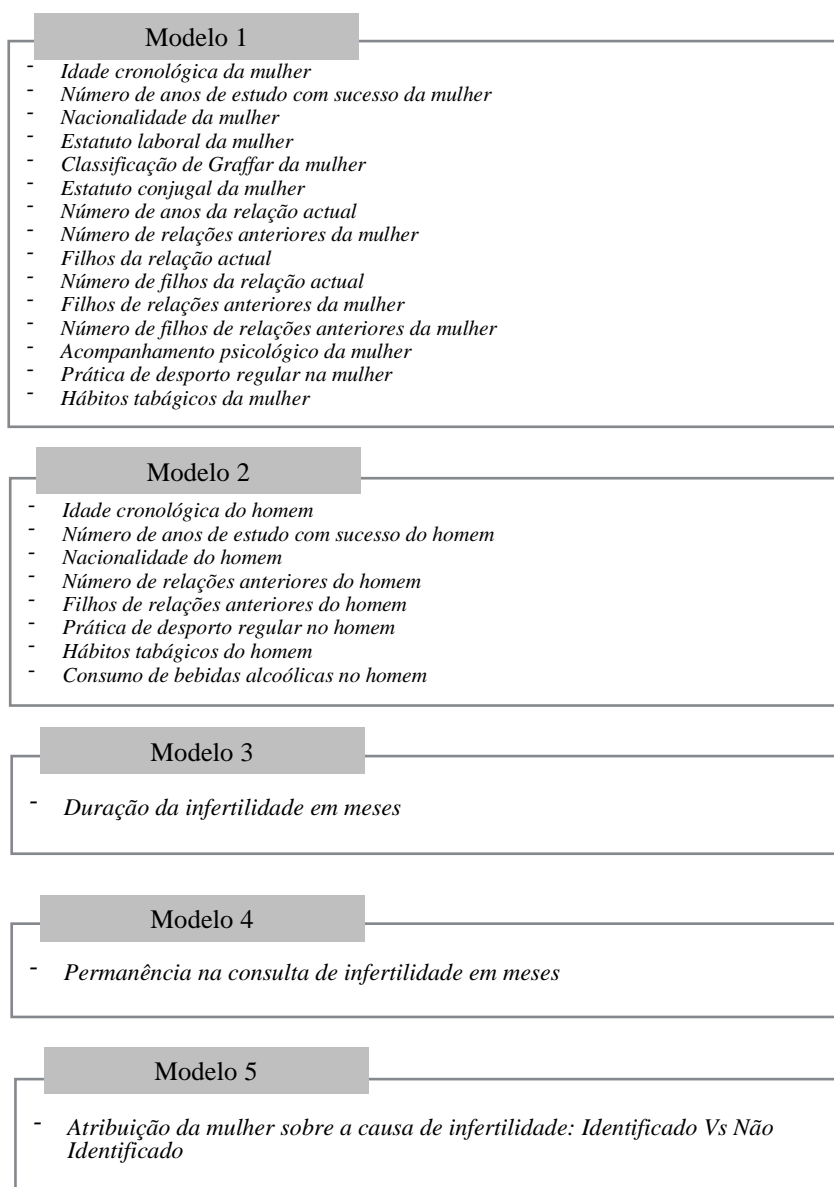 Modelo 1
- Idade cronológica da mulher
- Número de anos de estudo com sucesso da mulher
- Nacionalidade da mulher
- Estatuto laboral da mulher
- Classificação de Graffar da mulher
- Estatuto conjugal da mulher
- Número de anos da relação actual
- Número de relações anteriores da mulher
- Filhos da relação actual
- Número de filhos da relação actual
- Filhos de relações anteriores da mulher
- Número de filhos de relações anteriores da mulher
- Acompanhamento psicológico da mulher
- Prática de desporto regular na mulher
- Hábitos tabágicos da mulher
Modelo 2
- Idade cronológica do homem
- Número de anos de estudo com sucesso do homem
- Nacionalidade do homem
- Número de relações anteriores do homem
- Filhos de relações anteriores do homem
- Prática de desporto regular no homem
- Hábitos tabágicos do homem
- Consumo de bebidas alcoólicas no homem
Modelo 3
- Duração da infertilidade em meses
Modelo 4
- Permanência na consulta de infertilidade em meses
Modelo 5
- Atribuição da mulher sobre a causa de infertilidade: Identificado Vs Não
Identificado